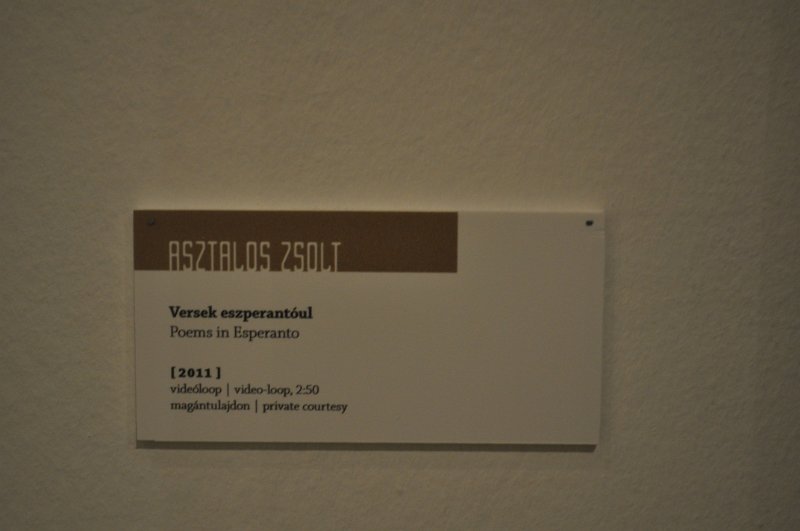 ASZTALOS ZSOLT
Versek eszperantóul
Poems in Esperanto
[ 2011 ]
videóloop | video-loop, 2:50
magántulajdon | private courtesy